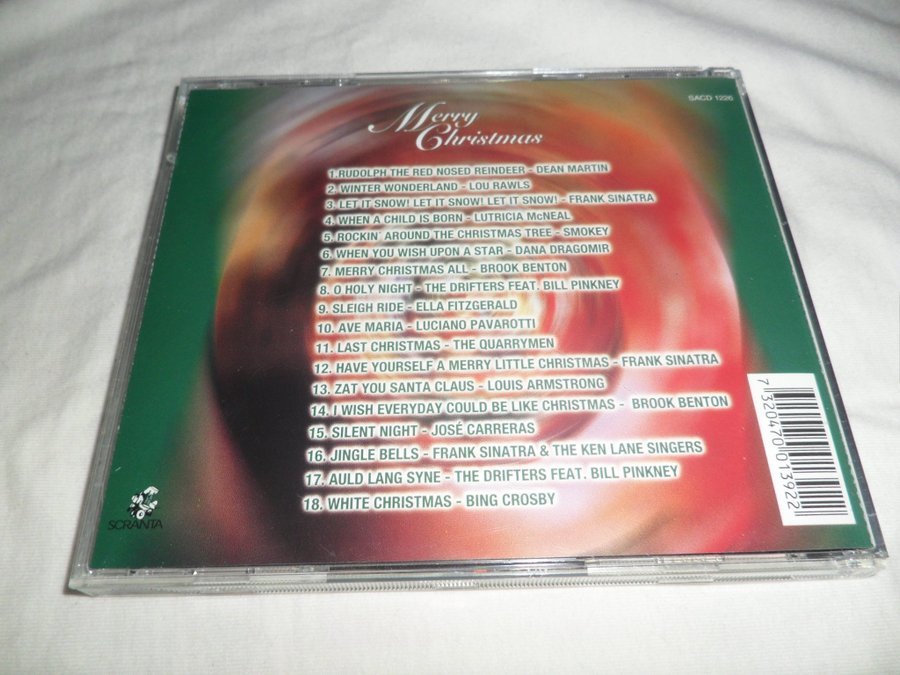 SACD 1226
Merry
Christmas
1.RUDOLPH THE RED NOSED REINDEER - DEAN MARTIN
2. WINTER WONDERLAND - LOU RAWLS
3. LET IT SNOW! LET IT SNOW! LET IT SNOW! - FRANK SINATRA
4. WHEN A CHILD IS BORN - LUTRICIA McNEAL
5. ROCKIN' AROUND THE CHRISTMAS TREE - SMOKEY
6. WHEN YOU WISH UPON A STAR - DANA DRAGOMIR
7. MERRY CHRISTMAS ALL - BROOK BENTON
8. O HOLY NIGHT - THE DRIFTERS FEAT. BILL PINKNEY
9. SLEIGH RIDE - ELLA FITZGERALD
10. AVE MARIA - LUCIANO PAVAROTTI
11. LAST CHRISTMAS - THE QUARRYMEN
12. HAVE YOURSELF A MERRY LITTLE CHRISTMAS - FRANK SINATRA
13. ZAT YOU SANTA CLAUS - LOUIS ARMSTRONG
14. I WISH EVERYDAY COULD BE LIKE CHRISTMAS - BROOK BENTON
15. SILENT NIGHT - JOSÉ CARRERAS
16. JINGLE BELLS - FRANK SINATRA & THE KEN LANE SINGERS
17. AULD LANG SYNE - THE DRIFTERS FEAT. BILL PINKNEY
18. WHITE CHRISTMAS - BING CROSBY
SCRANTA
7 320470 013922